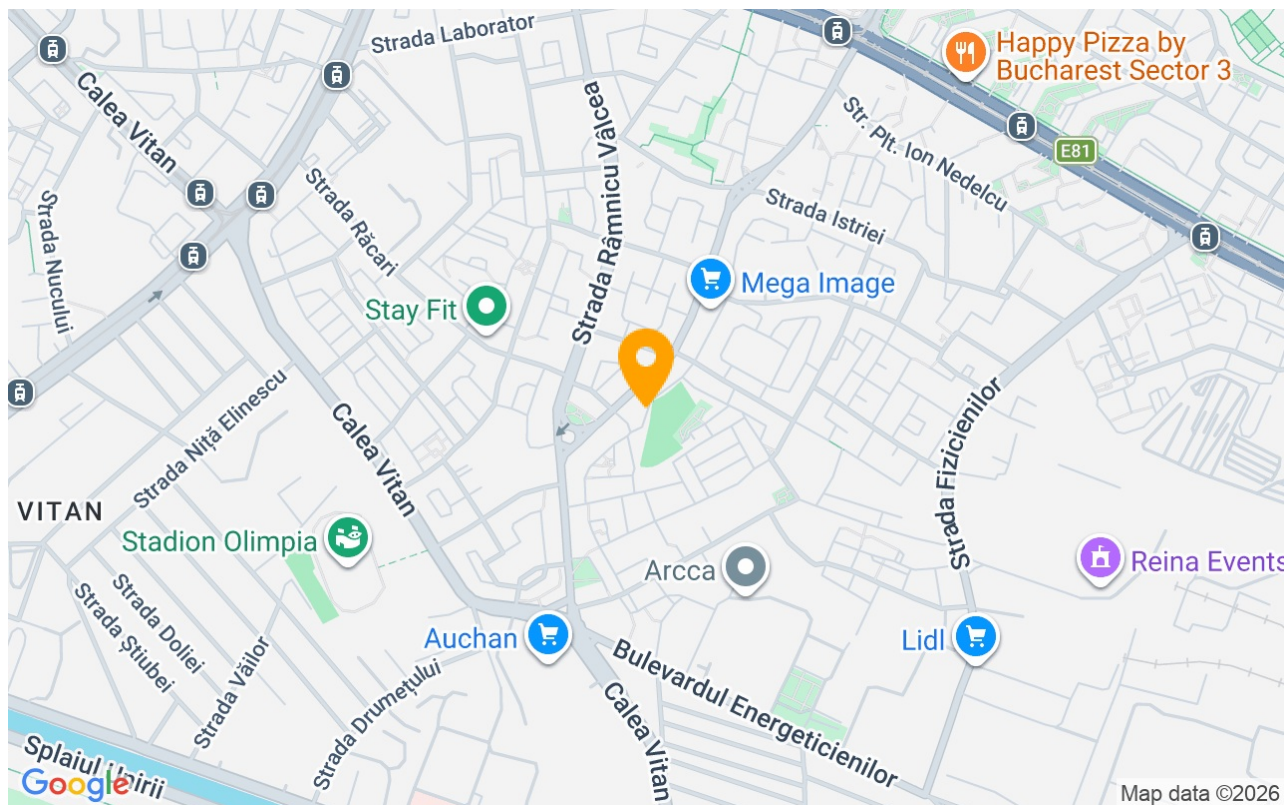 Strada Laborator
Happy Pizza by
Bucharest Sector 3
Calea Vitan
Strada Râmnicu Vâlcea
Str. Plt. Ion Nedelcu
E81
Strada Nucului
Strada Răcari
Strada Istriei
Mega Image
Stay Fit
Strada Niță Elinescu
Calea Vitan
Strada Fizicienilor
VITAN
Stadion Olimpia
Arcca
Reina Events
Strada Doliei
Strada Știubei
Strada Văilor
Auchan
Lidl
Strada Drumețului
Bulevardul Energeticienilor
Calea Vitan
Splaiul Unirii
Google
Map data ©2026